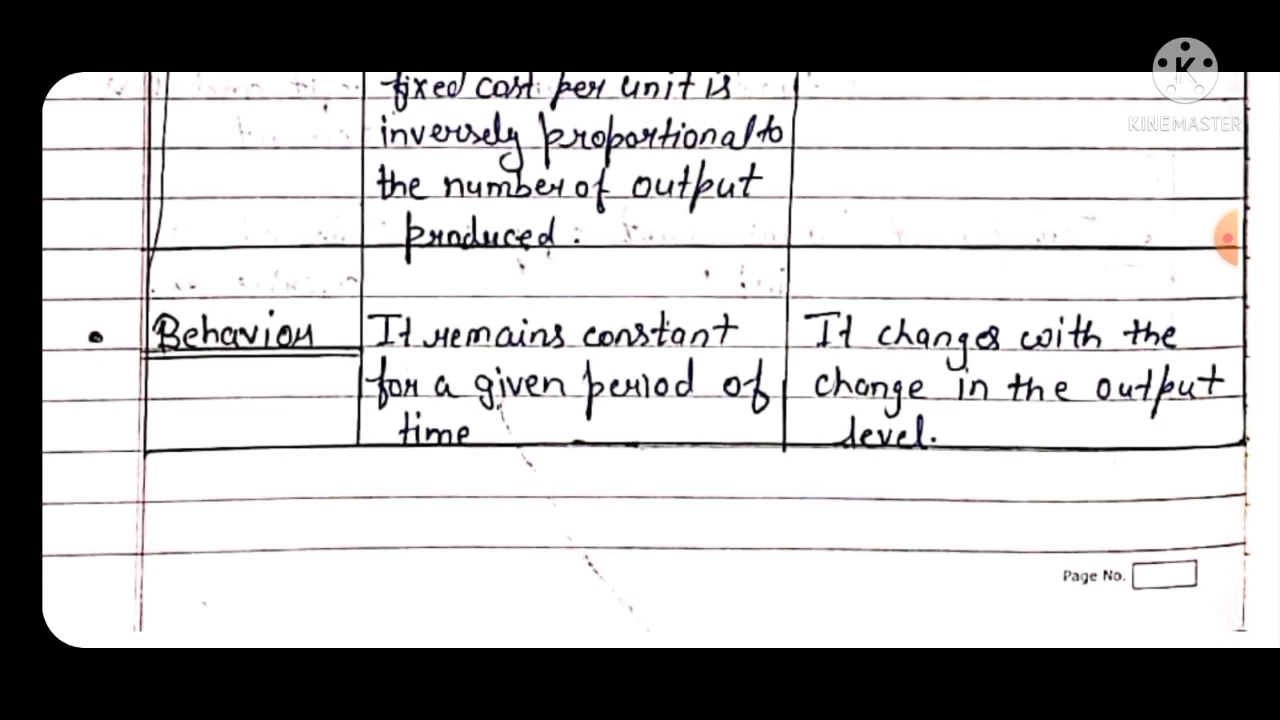 fixed cost per unit is
inversely proportional to
the number of output
produced.
• Behavior
It remains constant
for a given period of
time
It changes with the
change in the output
level.
Page No.
K
KINEMASTER